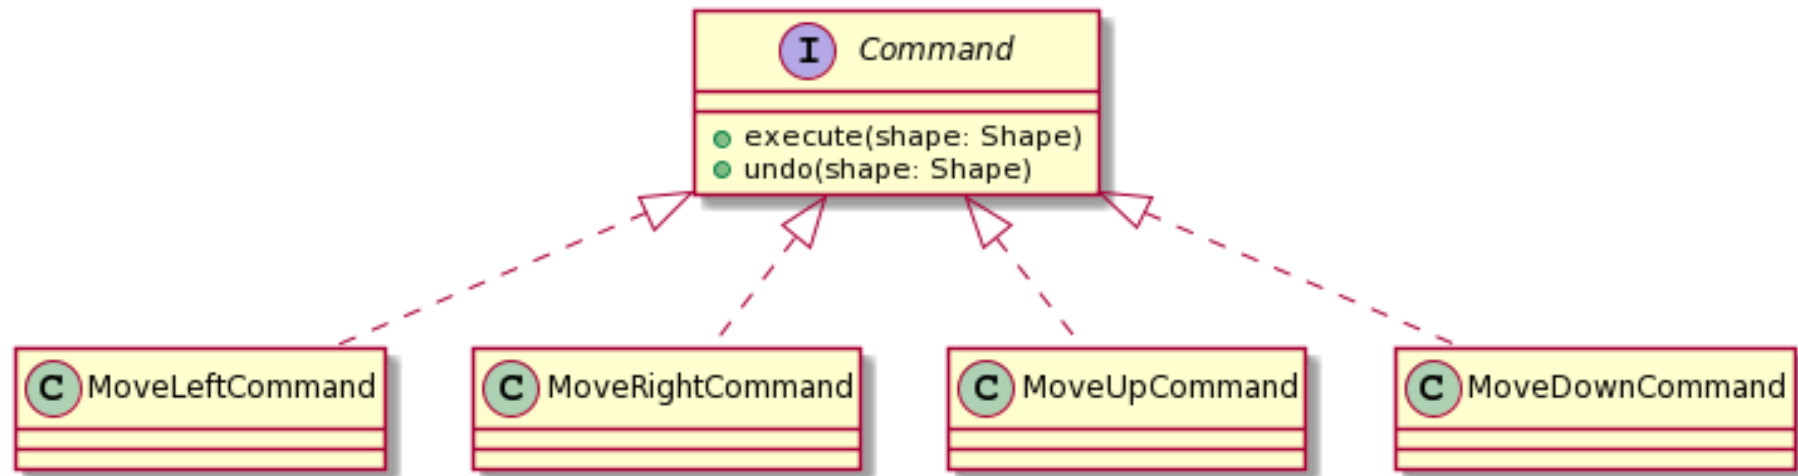 I Command
execute(shape: Shape)
undo(shape: Shape)
C MoveLeftCommand
C MoveRightCommand
C MoveUpCommand
C MoveDownCommand